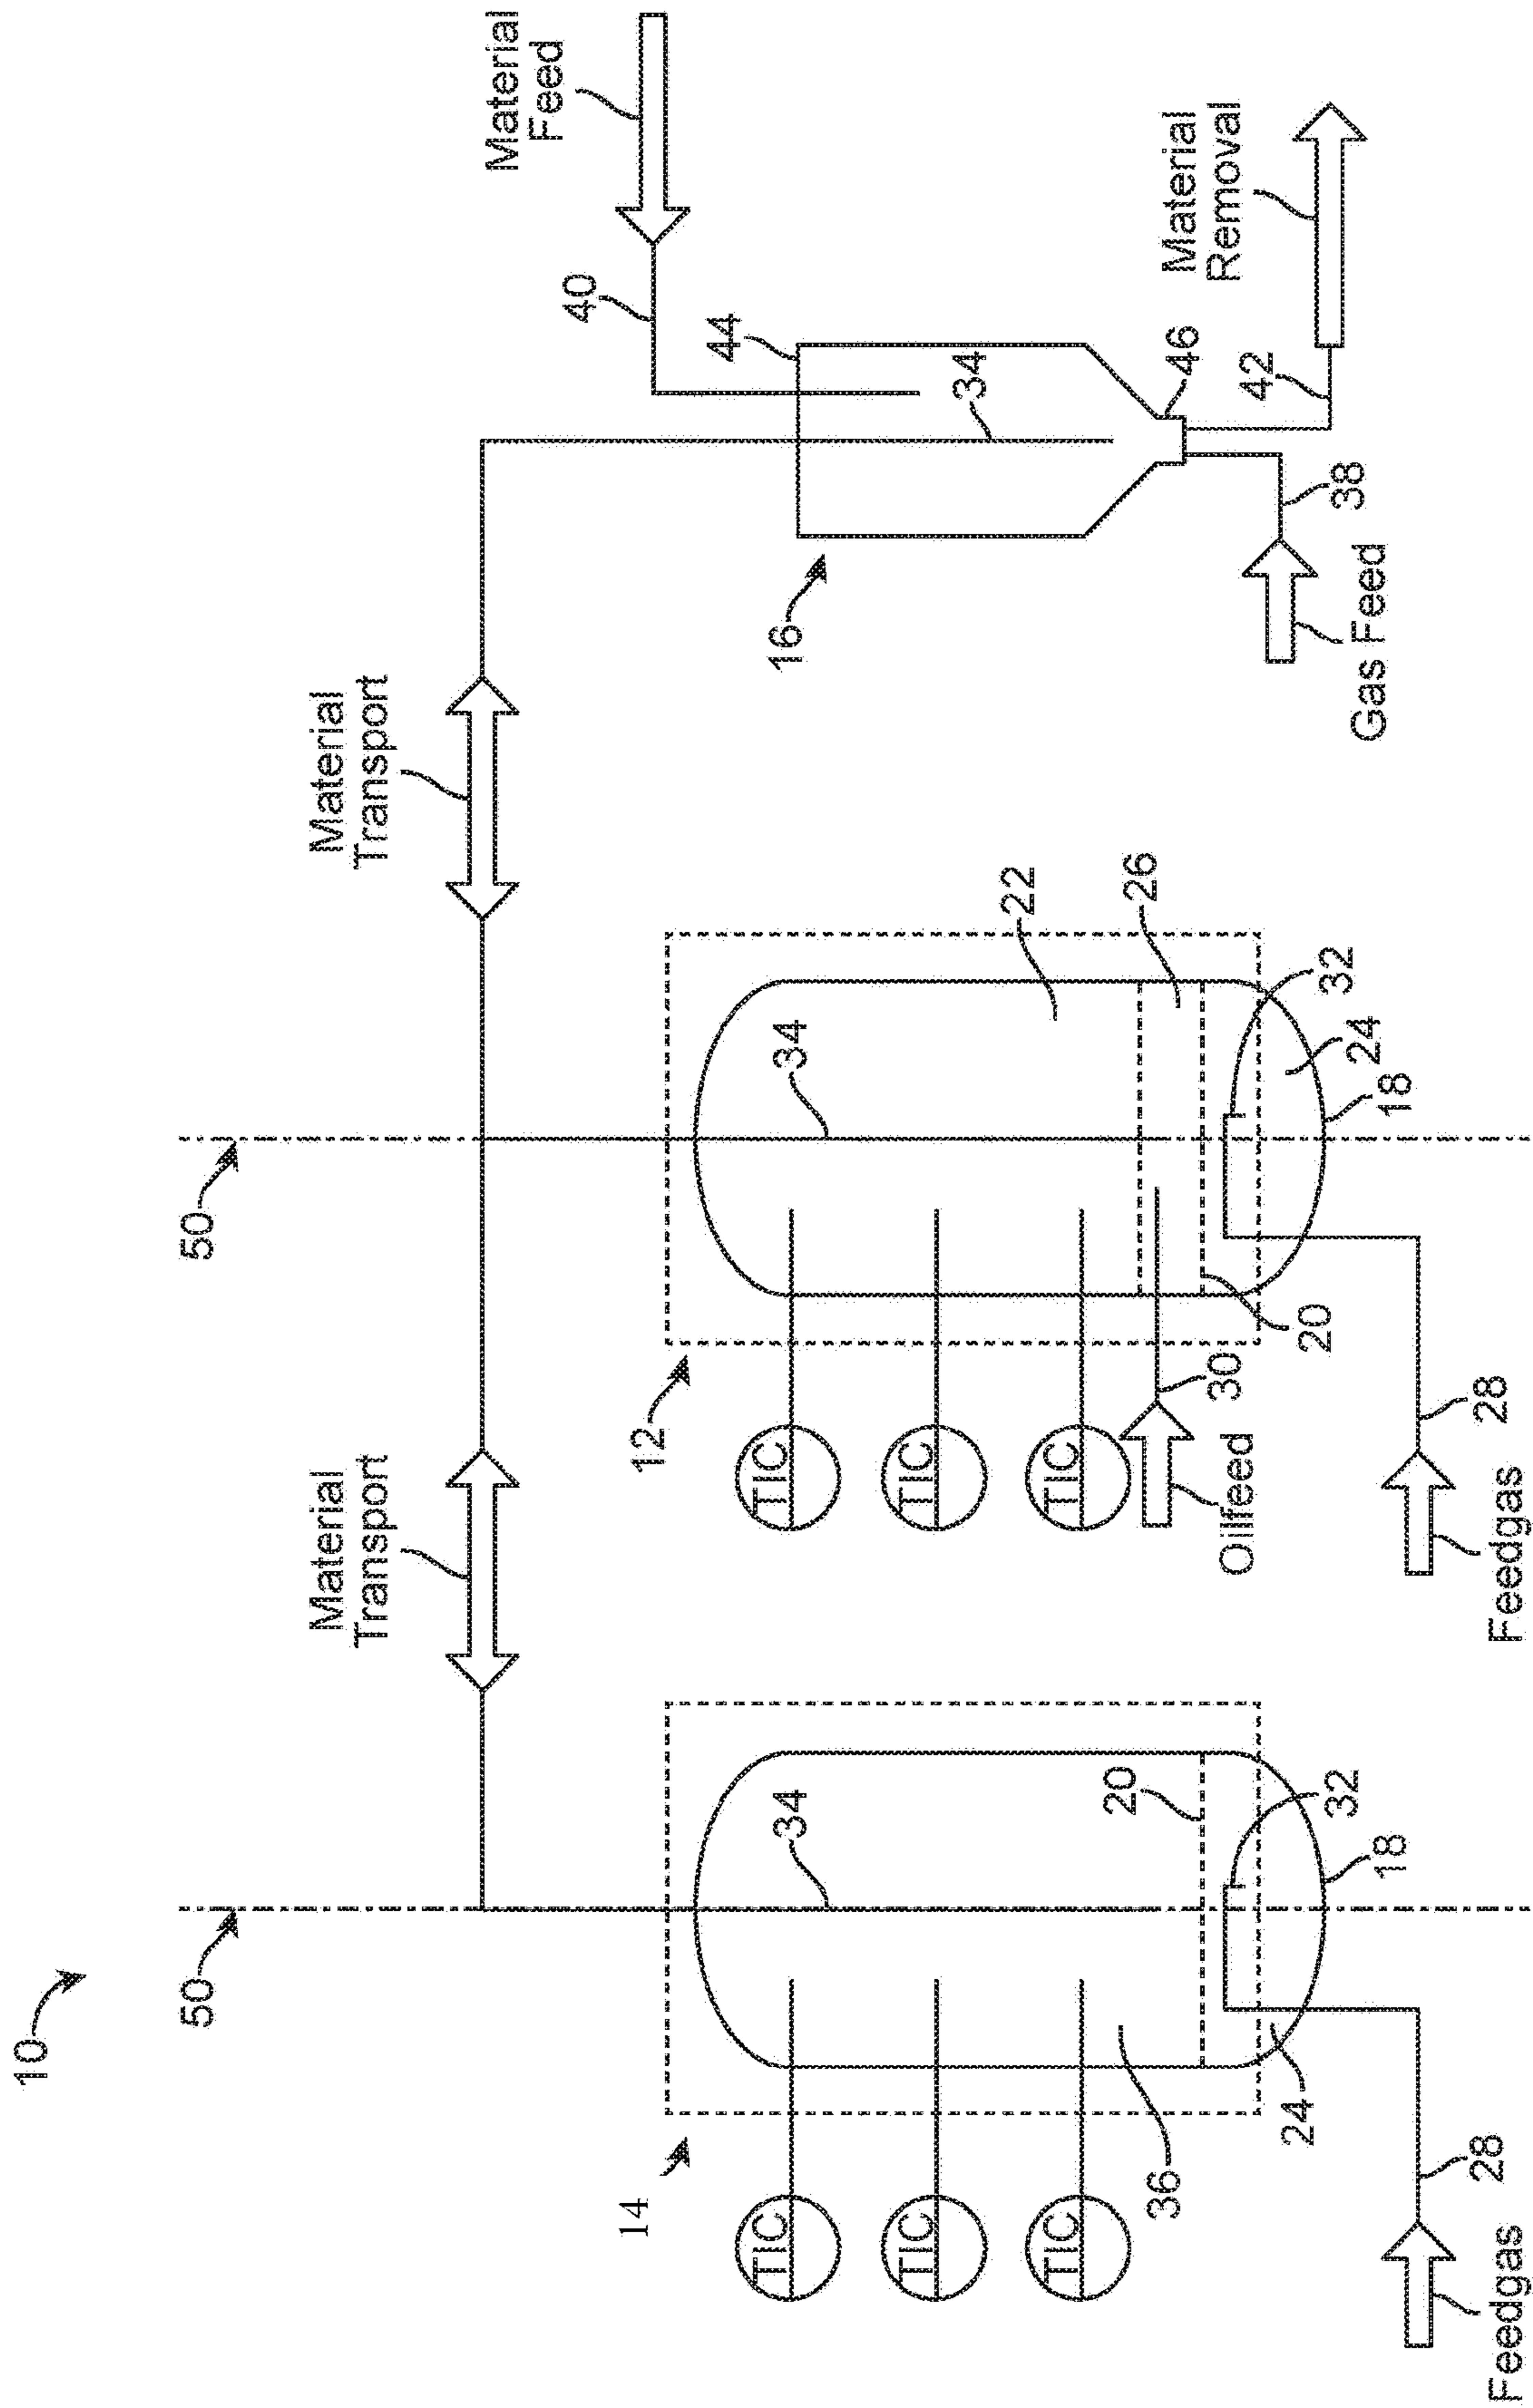 10
50
50
Material
Transport
Material
Transport
Material
Feed
40
14
12
44
16
TIC
34
TIC
34
TIC
TIC
34
22
TIC
TIC
20
26
36
46
Material
Removal
30
Oilfeed
42
24
20
32
32
38
24
Gas Feed
18
18
28
28
Feedgas
Feedgas